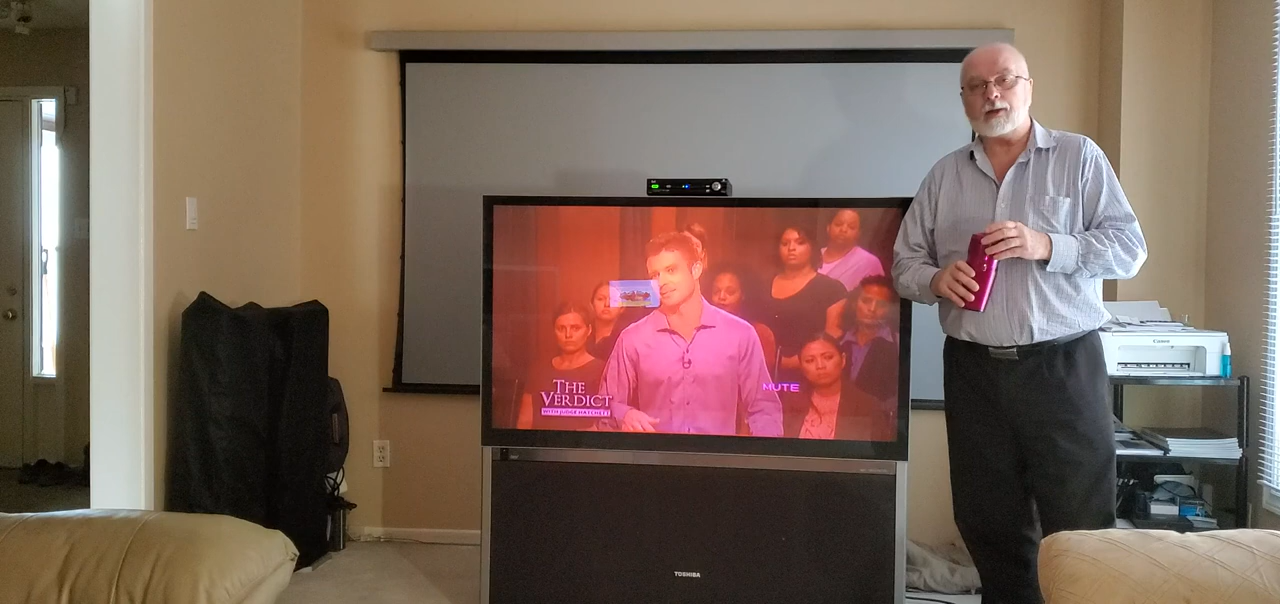 THE
VERDICT
WITH JUDGE HATCHETT
MUTE
Canon
TOSHIBA